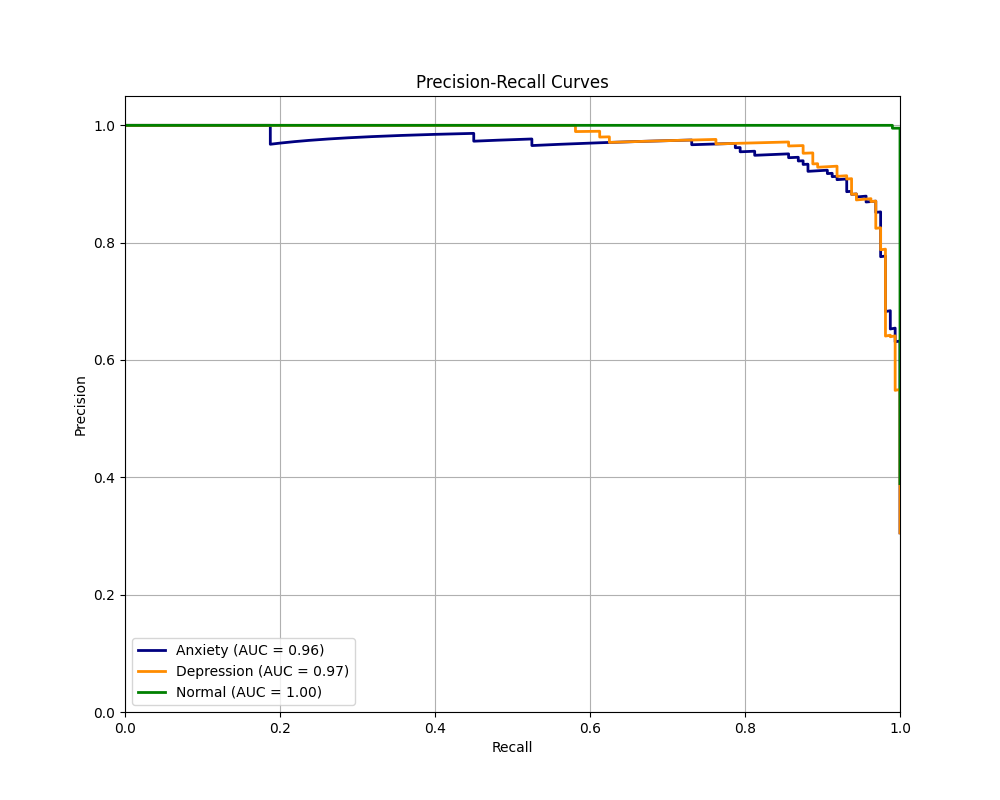 Precision-Recall Curves
1.0
0.8
0.6
0.4
0.2
0.0
Precision
Anxiety (AUC = 0.96)
Depression (AUC = 0.97)
Normal (AUC = 1.00)
0.0 0.2 0.4 0.6 0.8 1.0
Recall